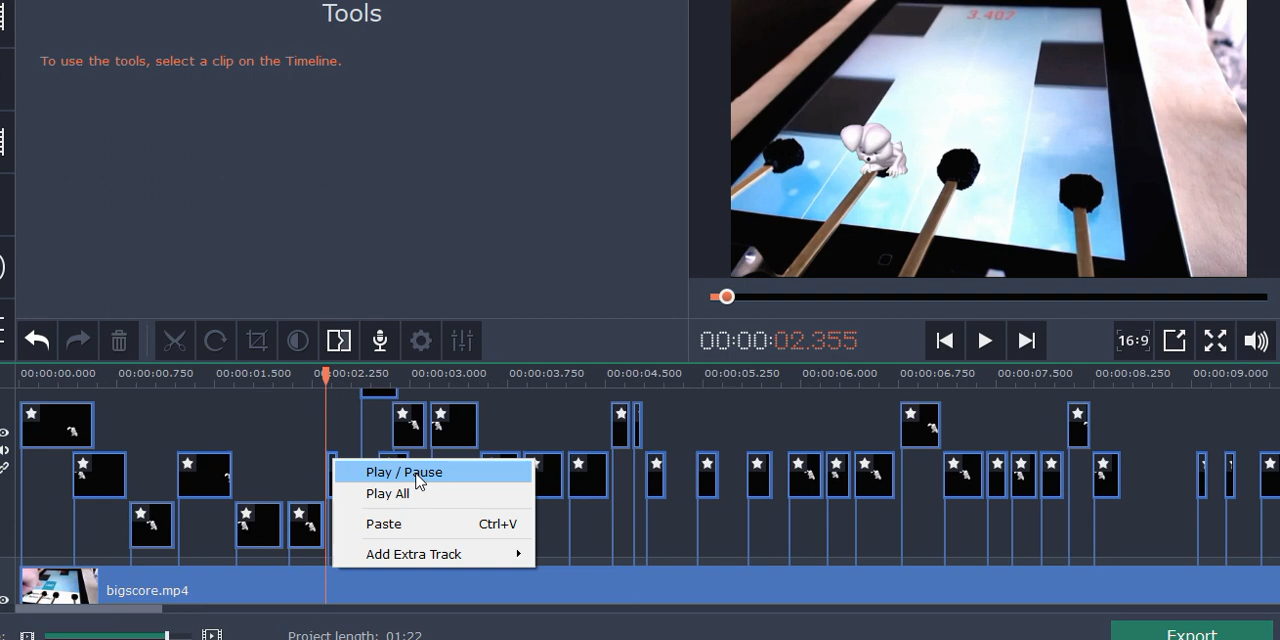 Tools
To use the tools, select a clip on the Timeline.
3.402
00:00:02.355
16:9
00:00:00.000 00:00:00.750 00:00:01.500 00:00:02.250 00:00:03.000 00:00:03.750 00:00:04.500 00:00:05.250 00:00:06.000 00:00:06.750 00:00:07.500 00:00:08.250 00:00:09.000
Play / Pause
Play All
Paste Ctrl+V
Add Extra Track
bigscore.mp4
Project length: 01:22
Export